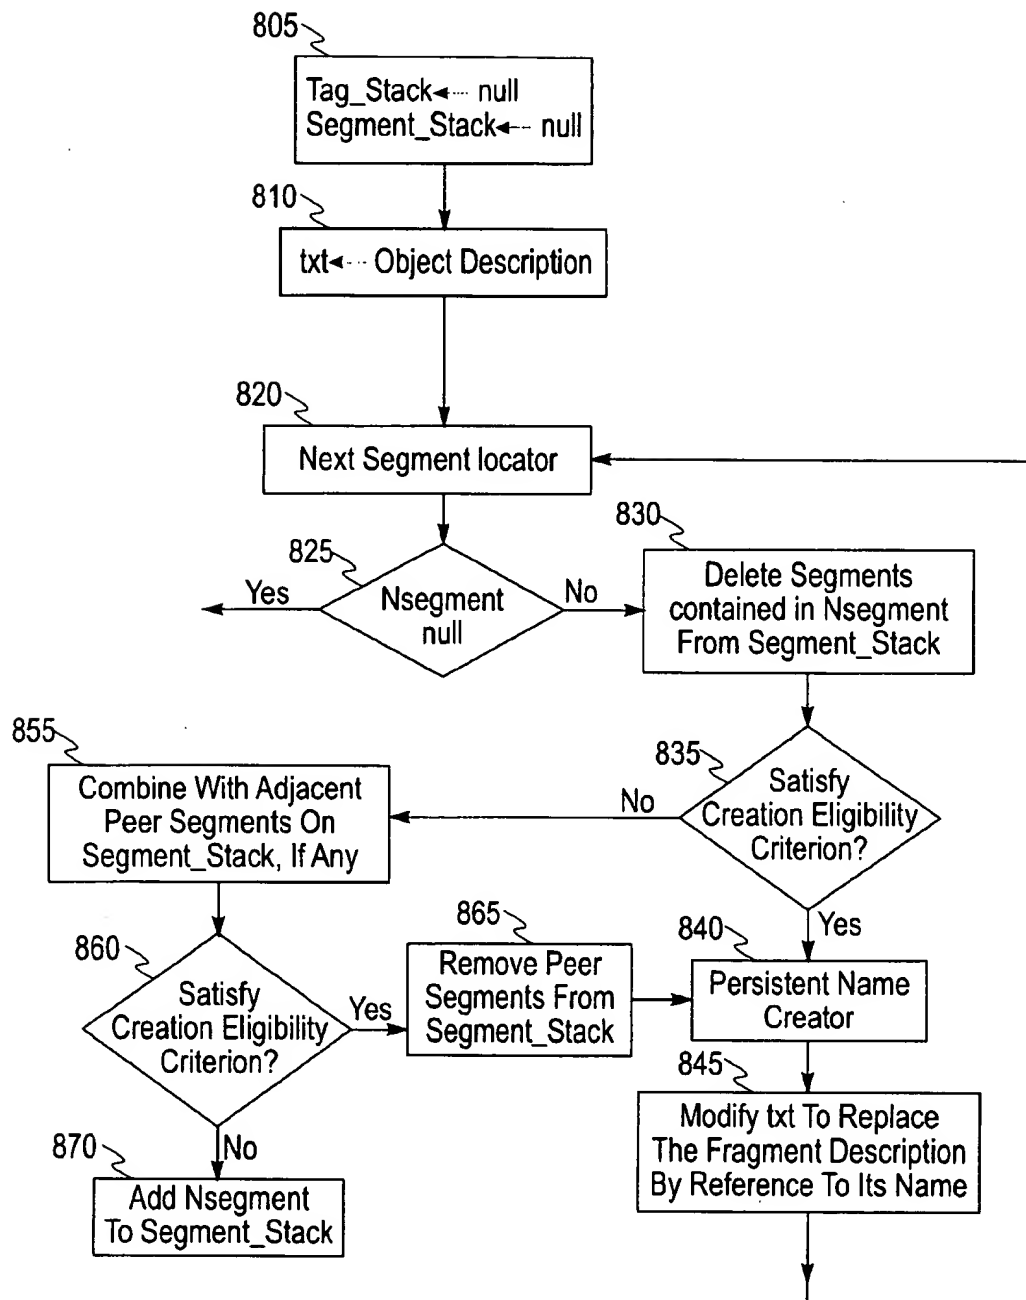 805
Tag_Stack null
Segment_Stack null
810
txt Object Description
820
Next Segment locator
825
Nsegment
null
Yes
No
830
Delete Segments
contained in Nsegment
From Segment_Stack
835
Satisfy
Creation Eligibility
Criterion?
No
Yes
855
Combine With Adjacent
Peer Segments On
Segment_Stack, If Any
860
Satisfy
Creation Eligibility
Criterion?
Yes
No
865
Remove Peer
Segments From
Segment_Stack
840
Persistent Name
Creator
845
Modify txt To Replace
The Fragment Description
By Reference To Its Name
870
Add Nsegment
To Segment_Stack